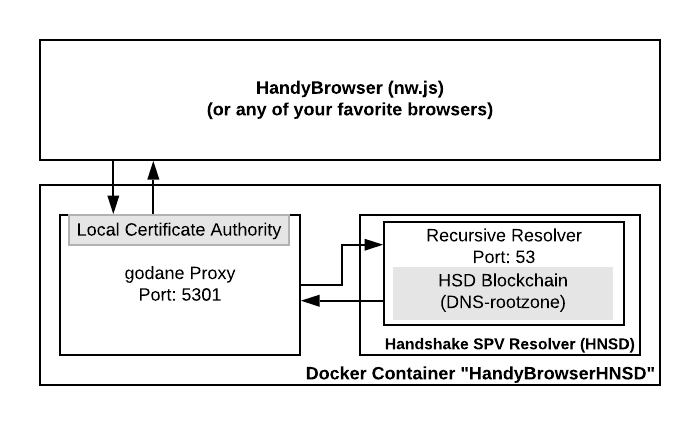 HandyBrowser (nw.js)
(or any of your favorite browsers)
Local Certificate Authority
godane Proxy
Port: 5301
Recursive Resolver
Port: 53
HSD Blockchain
(DNS-rootzone)
Handshake SPV Resolver (HNSD)
Docker Container "HandyBrowserHNSD"